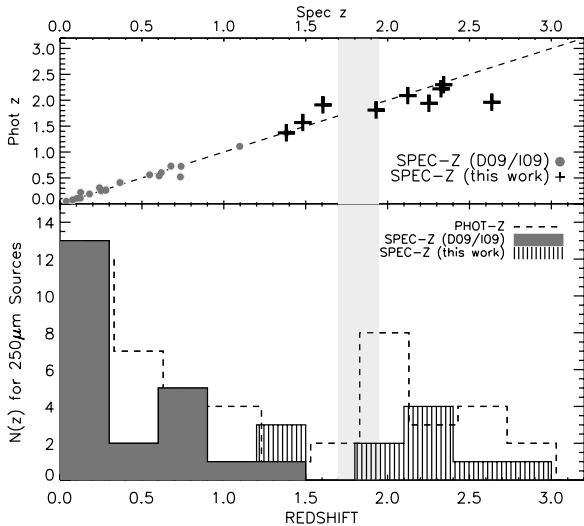 Spec z
0.0 0.5 1.0 1.5 2.0 2.5 3.0
3.0
2.5
2.0
1.5
1.0
0.5
0.0
Phot z
SPEC-Z (D09/I09)
SPEC-Z (this work)
14
12
10
8
6
4
2
0
N(z) for 250μm Sources
PHOT-Z
SPEC-Z (D09/I09)
SPEC-Z (this work)
0.0 0.5 1.0 1.5 2.0 2.5 3.0
REDSHIFT